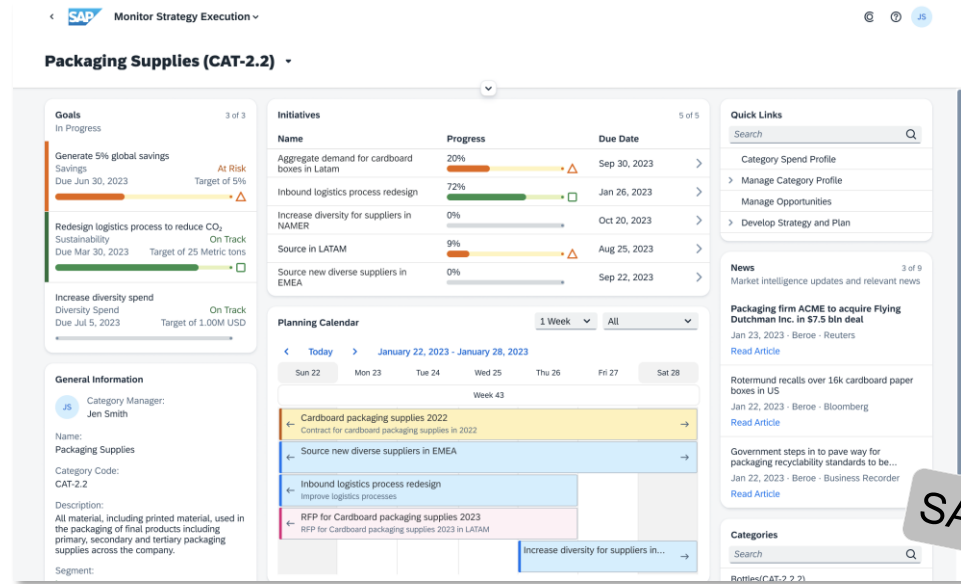 SAP
Monitor Strategy Execution
JS
Packaging Supplies (CAT-2.2)
Goals
3 of 3
In Progress
Generate 5% global savings
Savings
At Risk
Due Jun 30, 2023
Target of 5%
Redesign logistics process to reduce CO₂
Sustainability
On Track
Due Mar 30, 2023
Target of 25 Metric tons
Increase diversity spend
Diversity Spend
On Track
Due Jul 5, 2023
Target of 1.00M USD
General Information
JS
Category Manager:
Jen Smith
Name:
Packaging Supplies
Category Code:
CAT-2.2
Description:
All material, including printed material, used in
the packaging of final products including
primary, secondary and tertiary packaging
supplies across the company.
Segment:
Initiatives
5 of 5
Name Progress Due Date
Aggregate demand for cardboard
boxes in Latam
20%
Sep 30, 2023
Inbound logistics process redesign
72%
Jan 26, 2023
Increase diversity for suppliers in
NAMER
0%
Oct 20, 2023
Source in LATAM
9%
Aug 25, 2023
Source new diverse suppliers in
EMEA
0%
Sep 22, 2023
Planning Calendar
1 Week
All
Today
January 22, 2023 - January 28, 2023
Sun 22 Mon 23 Tue 24 Wed 25 Thu 26 Fri 27 Sat 28
Week 43
Cardboard packaging supplies 2022
Contract for cardboard packaging supplies in 2022
Source new diverse suppliers in EMEA
Inbound logistics process redesign
Improve logistics processes
RFP for Cardboard packaging supplies 2023
RFP for Cardboard packaging supplies 2023 in LATAM
Increase diversity for suppliers in...
Quick Links
Search
Category Spend Profile
Manage Category Profile
Manage Opportunities
Develop Strategy and Plan
News
3 of 9
Market intelligence updates and relevant news
Packaging firm ACME to acquire Flying
Dutchman Inc. in $7.5 bln deal
Jan 23, 2023 · Beroe · Reuters
Read Article
Rotermund recalls over 16k cardboard paper
boxes in US
Jan 22, 2023 · Beroe · Bloomberg
Read Article
Government steps in to pave way for
packaging recyclability standards to be...
Jan 22, 2023 · Beroe · Business Recorder
Read Article
Categories
Search
Bottles(CAT-2.2.2)
SA